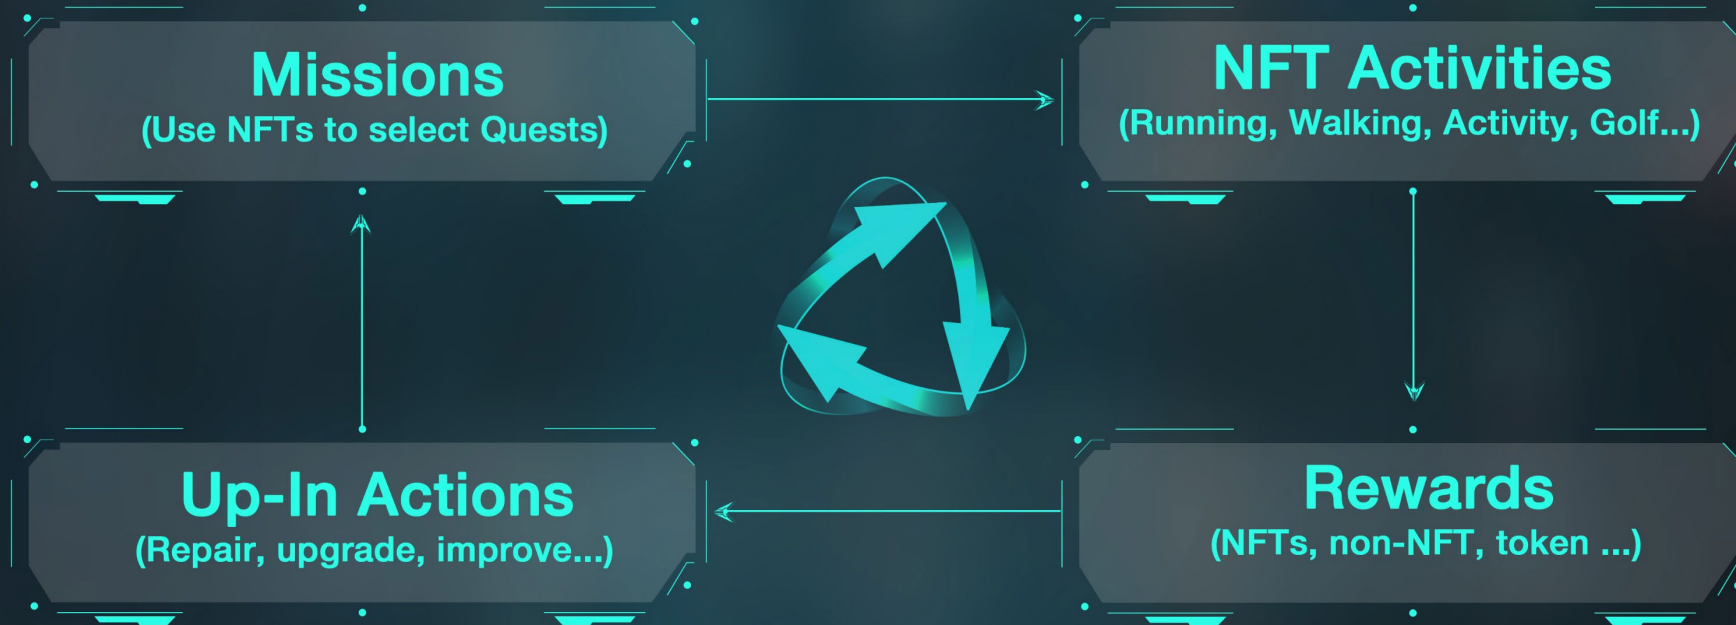 Missions
(Use NFTs to select Quests)
NFT Activities
(Running, Walking, Activity, Golf...)
Up-In Actions
(Repair, upgrade, improve...)
Rewards
(NFTs, non-NFT, token ...)